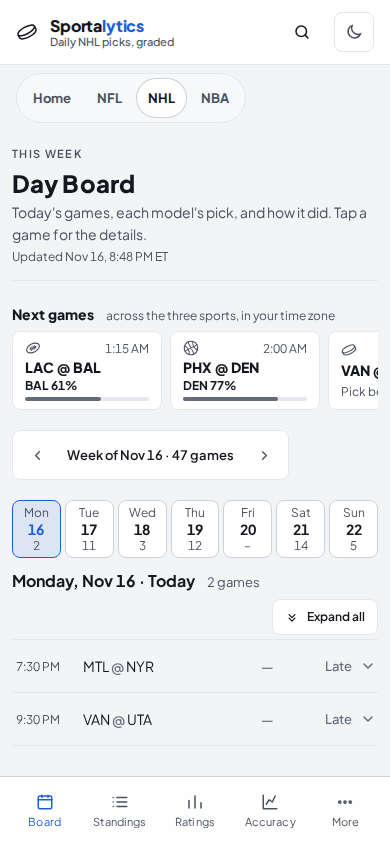 Sportalytics
Daily NHL picks, graded
Home NFL NHL NBA
THIS WEEK
Day Board
Today's games, each model's pick, and how it did. Tap a
game for the details.
Updated Nov 16, 8:48 PM ET
Next games across the three sports, in your time zone
1:15 AM
LAC @ BAL
BAL 61%
2:00 AM
PHX @ DEN
DEN 77%
VAN
Pick
Week of Nov 16 · 47 games
Mon Tue Wed Thu Fri Sat Sun
16 17 18 19 20 21 22
2 11 3 12 – 14 5
Monday, Nov 16 · Today 2 games
Expand all
7:30 PM MTL @ NYR — Late
9:30 PM VAN @ UTA — Late
Board Standings Ratings Accuracy More